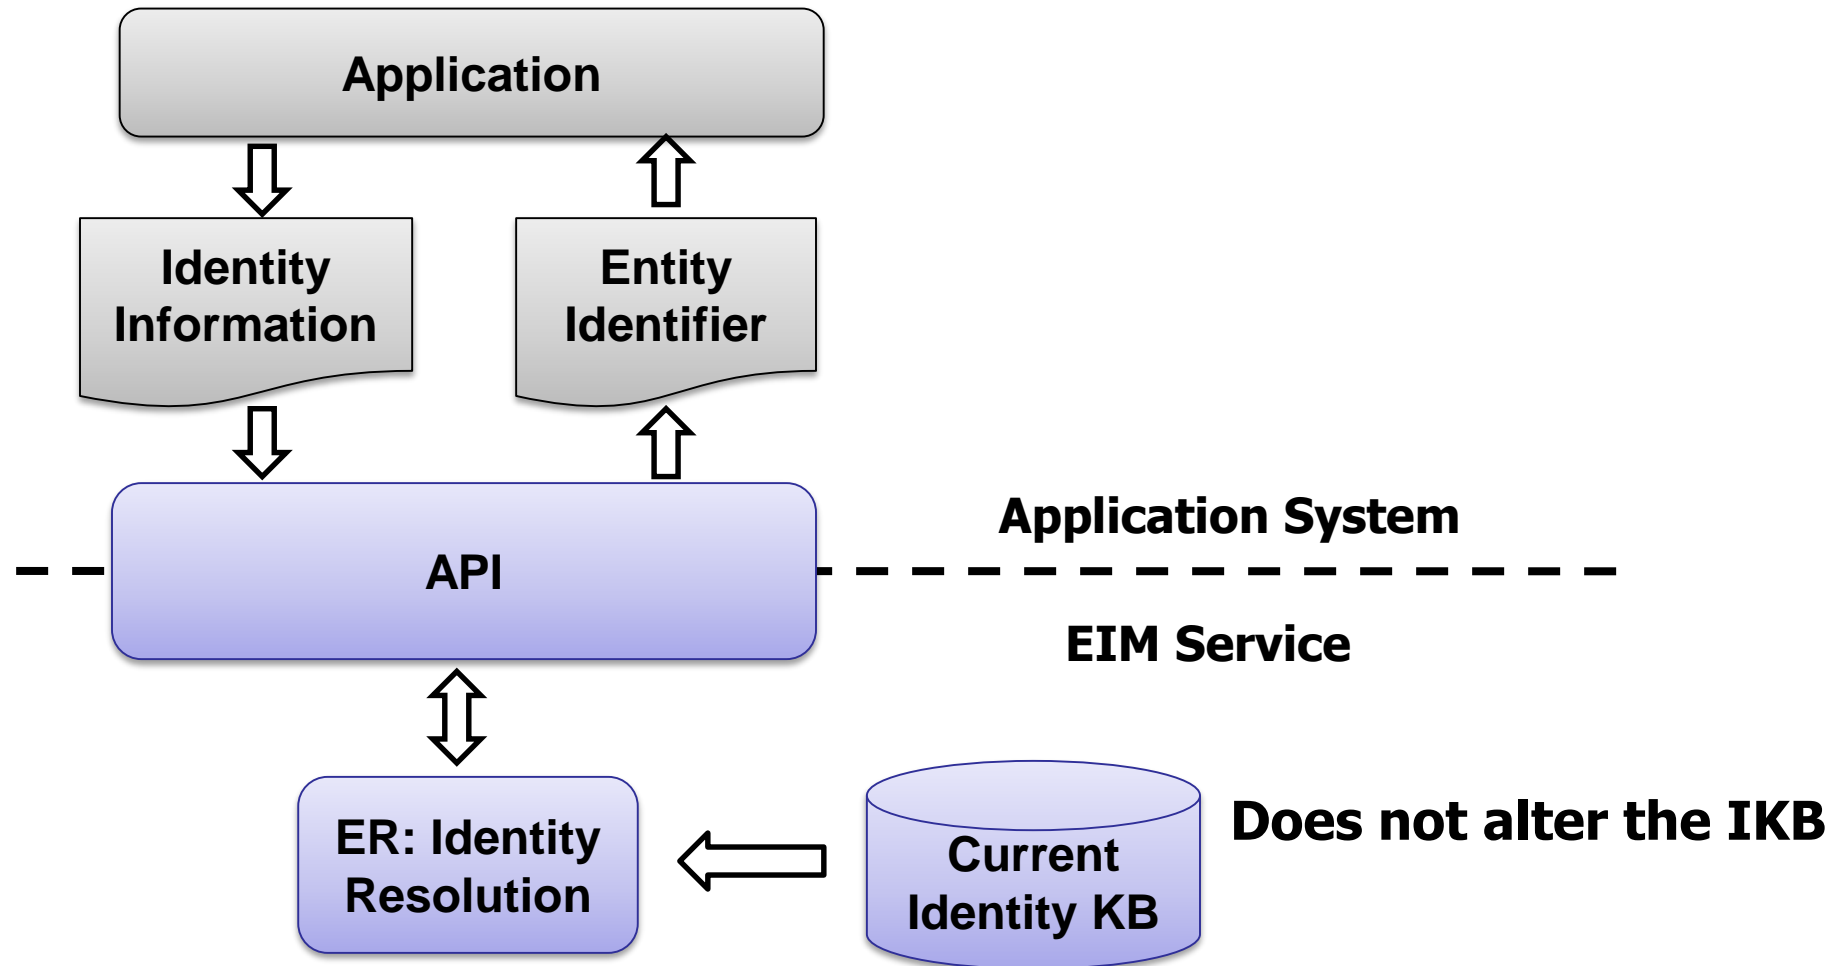 Application
Identity
Information
Entity
Identifier
API
Application System
EIM Service
ER: Identity
Resolution
Current
Identity KB
Does not alter the IKB